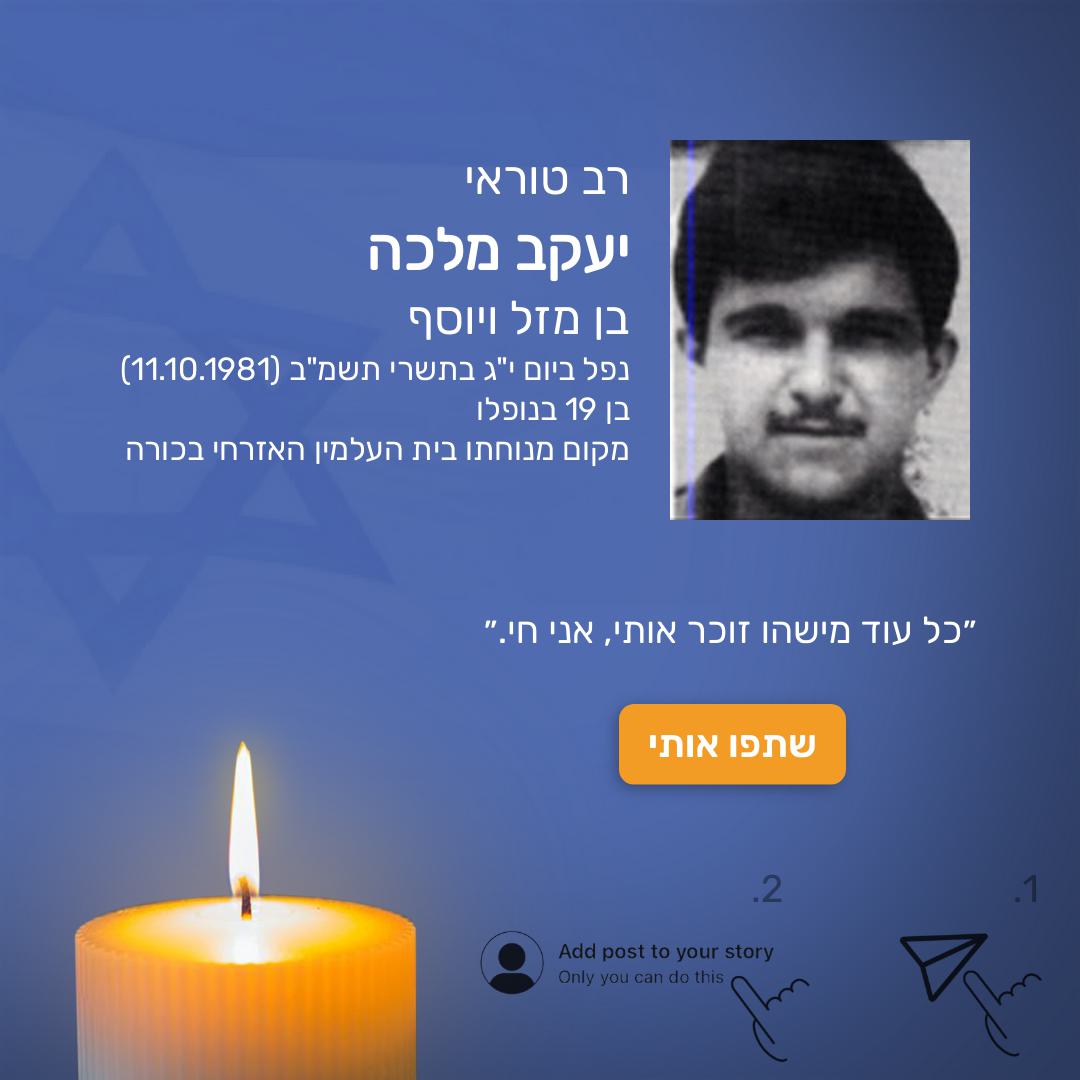 רב טוראי
יעקב מלכה
בן מזל ויוסף
נפל ביום י"ג בתשרי תשמ"ב (11.10.1981)
בן 19 בנופלו
מקום מנוחתו בית העלמין האזרחי בכורה
״כל עוד מישהו זוכר אותי, אני חי.״
שתפו אותי
.1
.2
Add post to your story
Only you can do this